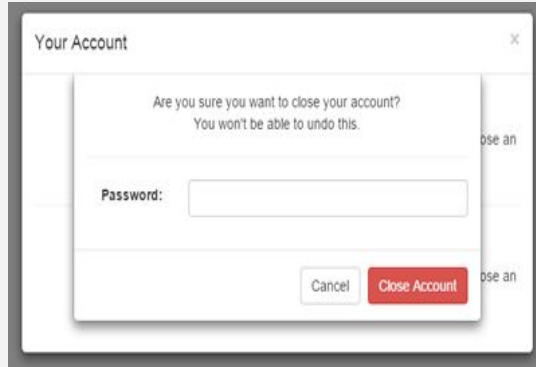 Your Account ×
Are you sure you want to close your account?
You won't be able to undo this.
ose an
Password:
Cancel Close Account
ose an